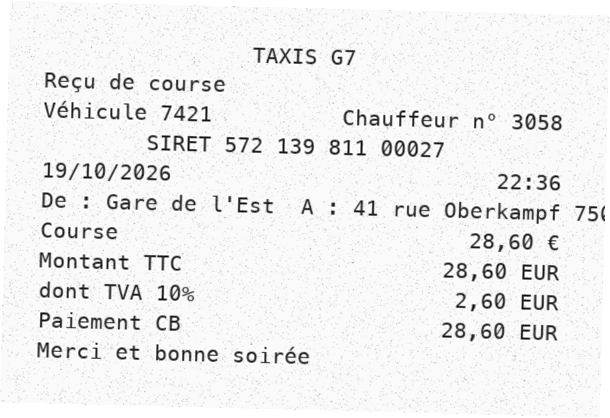 TAXIS G7
Reçu de course
Véhicule 7421 Chauffeur n° 3058
SIRET 572 139 811 00027
19/10/2026 22:36
De : Gare de l'Est A : 41 rue Oberkampf
Course 28,60 €
Montant TTC 28,60 EUR
dont TVA 10% 2,60 EUR
Paiement CB 28,60 EUR
Merci et bonne soirée